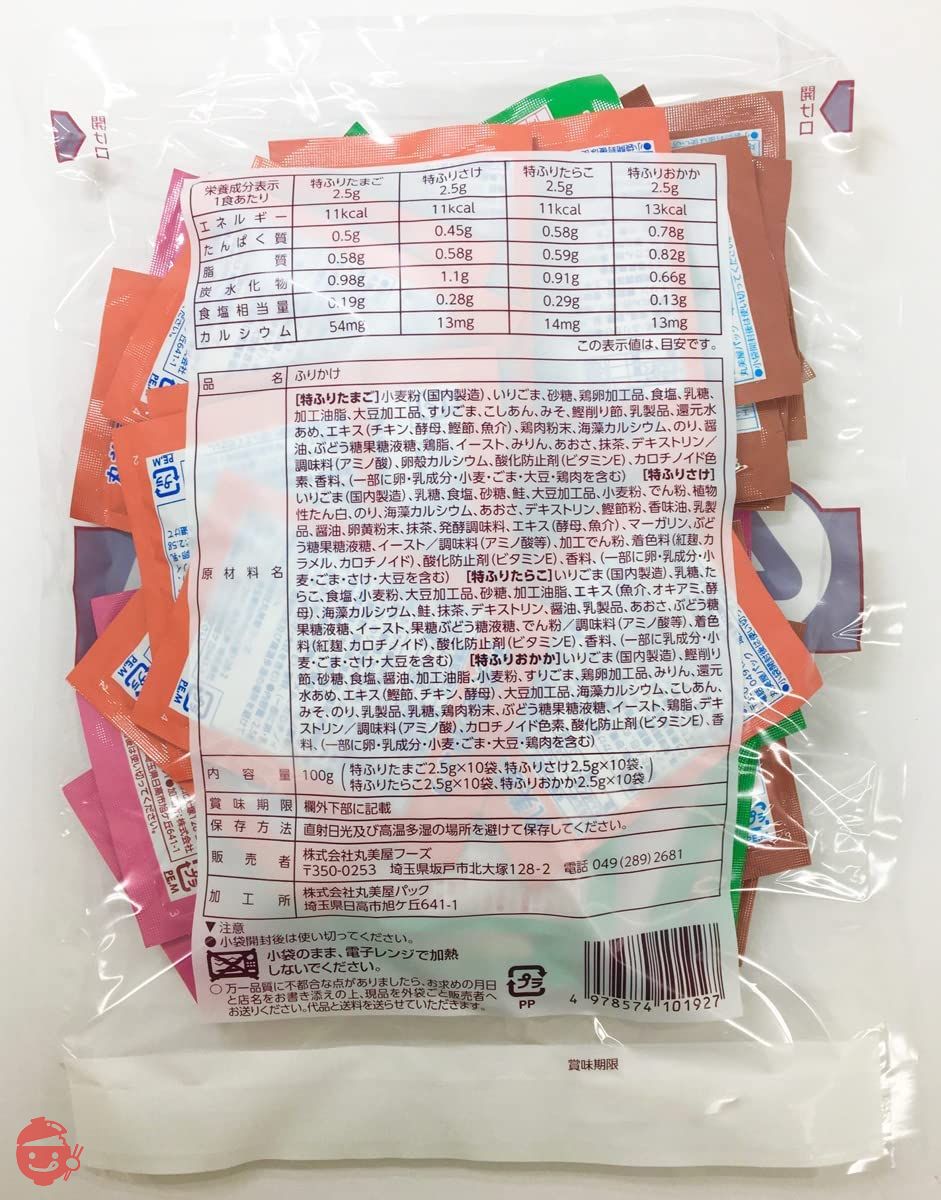 開け口
開け口
栄養成分表示 1食あたり 特ふりたまご 2.5g 特ふりさけ 2.5g 特ふりたらこ 2.5g 特ふりおかか 2.5g
エネルギー 11kcal 11kcal 11kcal 13kcal
たんぱく質 0.5g 0.45g 0.58g 0.78g
脂質 0.58g 0.58g 0.59g 0.82g
炭水化物 0.98g 1.1g 0.91g 0.66g
食塩相当量 0.19g 0.28g 0.29g 0.13g
カルシウム 54mg 13mg 14mg 13mg
この表示値は、目安です。
品名 ふりかけ
原材料名
[特ふりたまご]小麦粉(国内製造)、いりごま、砂糖、鶏卵加工品、食塩、乳糖、
加工油脂、大豆加工品、すりごま、こしあん、みそ、鰹削り節、乳製品、還元水
あめ、エキス(チキン、酵母、鰹節、魚介)、鶏肉粉末、海藻カルシウム、のり、醤
油、ぶどう糖果糖液糖、鶏脂、イースト、みりん、あおさ、抹茶、デキストリン／
調味料(アミノ酸)、卵殻カルシウム、酸化防止剤(ビタミンE)、カロチノイド色
素、香料、(一部に卵・乳成分・小麦・ごま・大豆・鶏肉を含む) [特ふりさけ]
いりごま(国内製造)、乳糖、食塩、砂糖、鮭、大豆加工品、小麦粉、でん粉、植物
性たん白、のり、海藻カルシウム、あおさ、デキストリン、鰹節粉、香味油、乳製
品、醤油、卵黄粉末、抹茶、発酵調味料、エキス(酵母、魚介)、マーガリン、ぶど
う糖果糖液糖、イースト／調味料(アミノ酸等)、加工でん粉、着色料(紅麹、カ
ラメル、カロチノイド)、酸化防止剤(ビタミンE)、香料、(一部に卵・乳成分・小
麦・ごま・さけ・大豆を含む) [特ふりたらこ]いりごま(国内製造)、乳糖、た
らこ、食塩、小麦粉、大豆加工品、砂糖、加工油脂、エキス(魚介、オキアミ、酵
母)、海藻カルシウム、鮭、抹茶、デキストリン、醤油、乳製品、あおさ、ぶどう糖
果糖液糖、イースト、果糖ぶどう糖液糖、でん粉／調味料(アミノ酸等)、着色
料(紅麹、カロチノイド)、酸化防止剤(ビタミンE)、香料、(一部に乳成分・小
麦・ごま・さけ・大豆を含む) [特ふりおかか]いりごま(国内製造)、鰹削り
節、砂糖、食塩、醤油、加工油脂、小麦粉、すりごま、鶏卵加工品、みりん、還元
水あめ、エキス(鰹節、チキン、酵母)、大豆加工品、海藻カルシウム、こしあん、
みそ、のり、乳製品、乳糖、鶏肉粉末、ぶどう糖果糖液糖、イースト、鶏脂、デキ
ストリン／調味料(アミノ酸)、カロチノイド色素、酸化防止剤(ビタミンE)、香
料、(一部に卵・乳成分・小麦・ごま・大豆・鶏肉を含む)
内容量 100g (特ふりたまご2.5g×10袋、特ふりさけ2.5g×10袋、
特ふりたらこ2.5g×10袋、特ふりおかか2.5g×10袋)
賞味期限 欄外下部に記載
保存方法 直射日光及び高温多湿の場所を避けて保存してください。
販売者 株式会社丸美屋フーズ
〒350-0253 埼玉県坂戸市北大塚128-2 電話 049(289)2681
加工所 株式会社丸美屋パック
埼玉県日高市旭ケ丘641-1
▼注意
●小袋開封後は使い切ってください。
小袋のまま、電子レンジで加熱
しないでください。
○万一品質に不都合な点がありましたら、お求めの月日
と店名をお書き添えの上、現品を外袋ごと販売者へ
お送りください。代品と送料を送らせていただきます。
プラ
PP
4 978574 101927
賞味期限